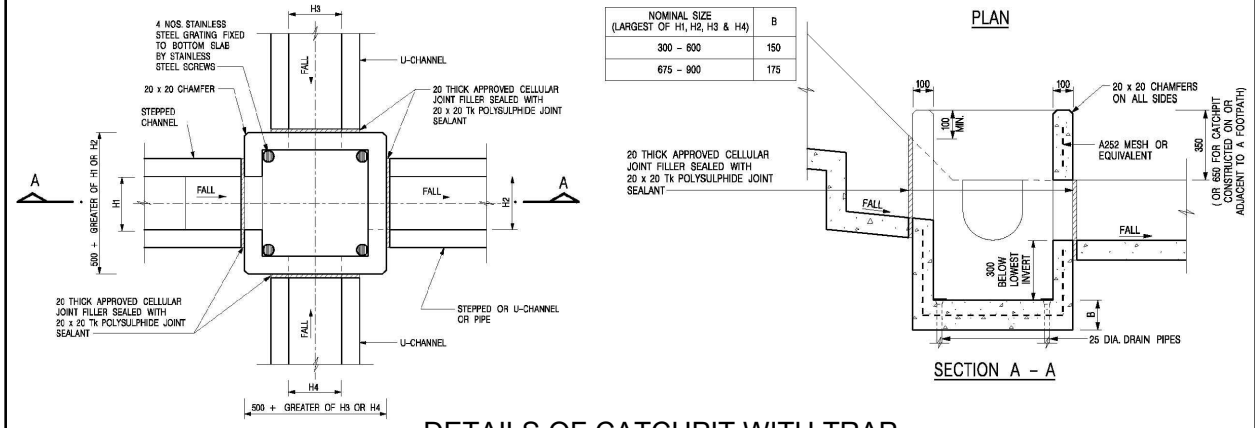 4 NOS. STAINLESS
STEEL GRATING FIXED
TO BOTTOM SLAB
BY STAINLESS
STEEL SCREWS
20 x 20 CHAMFER
STEPPED
CHANNEL
H3
FALL
U-CHANNEL
20 THICK APPROVED CELLULAR
JOINT FILLER SEALED WITH
20 x 20 Tk POLYSULPHIDE JOINT
SEALANT
A
A
500 + GREATER OF H1 OR H2
H1
FALL
FALL
H2
20 THICK APPROVED CELLULAR
JOINT FILLER SEALED WITH
20 x 20 Tk POLYSULPHIDE JOINT
SEALANT
STEPPED OR U-CHANNEL
OR PIPE
FALL
U-CHANNEL
H4
500 + GREATER OF H3 OR H4
NOMINAL SIZE
(LARGEST OF H1, H2, H3 & H4)
B
300 - 600
150
675 - 900
175
PLAN
100
100
20 x 20 CHAMFERS
ON ALL SIDES
100
MIN.
A252 MESH OR
EQUIVALENT
350
(OR 650 FOR CATCHPIT
CONSTRUCTED ON OR
ADJACENT TO A FOOTPATH)
20 THICK APPROVED CELLULAR
JOINT FILLER SEALED WITH
20 x 20 Tk POLYSULPHIDE JOINT
SEALANT
FALL
FALL
300
BELOW
LOWEST
INVERT
B
25 DIA. DRAIN PIPES
SECTION A - A
DETAILS OF CATCHPIT WITH TRAP